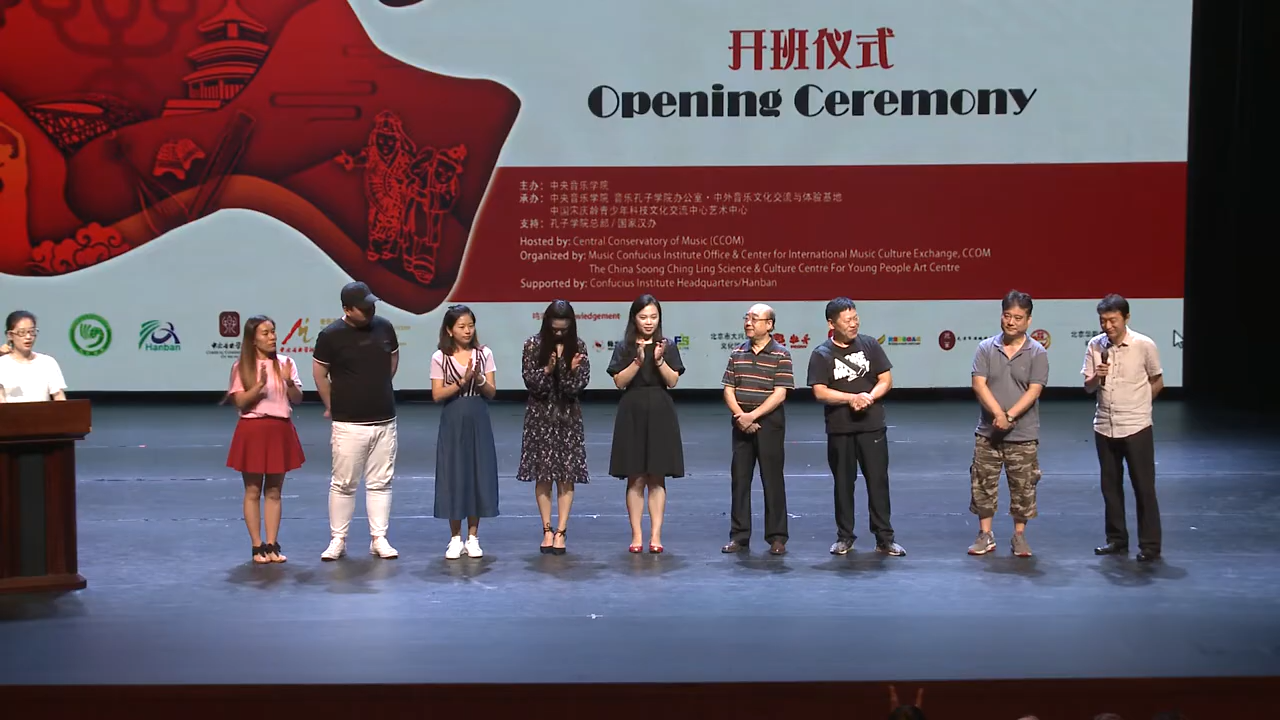 开班仪式
Opening Ceremony
主办：中央音乐学院
承办：中央音乐学院 音乐孔子学院办公室·中外音乐文化交流与体验基地
中国宋庆龄青少年科技文化交流中心艺术中心
支持：孔子学院总部/国家汉办
Hosted by: Central Conservatory of Music (CCOM)
Organized by: Music Confucius Institute Office & Center for International Music Culture Exchange, CCOM
The China Soong Ching Ling Science & Culture Centre For Young People Art Centre
Supported by: Confucius Institute Headquarters/Hanban
Hanban